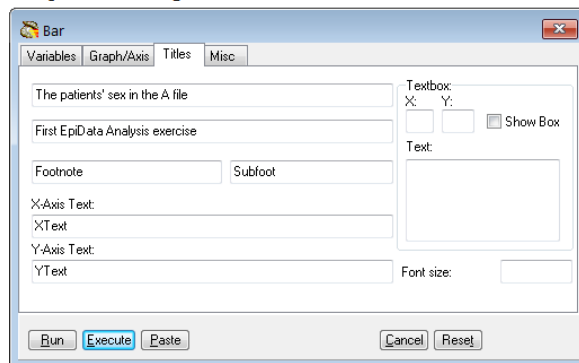 Bar
Variables Graph/Axis Titles Misc
The patients' sex in the A file
First EpiData Analysis exercise
Footnote Subfoot
X-Axis Text:
XText
Y-Axis Text:
YText
Textbox:
X: Y:
Show Box
Text:
Font size:
Run Execute Paste Cancel Reset